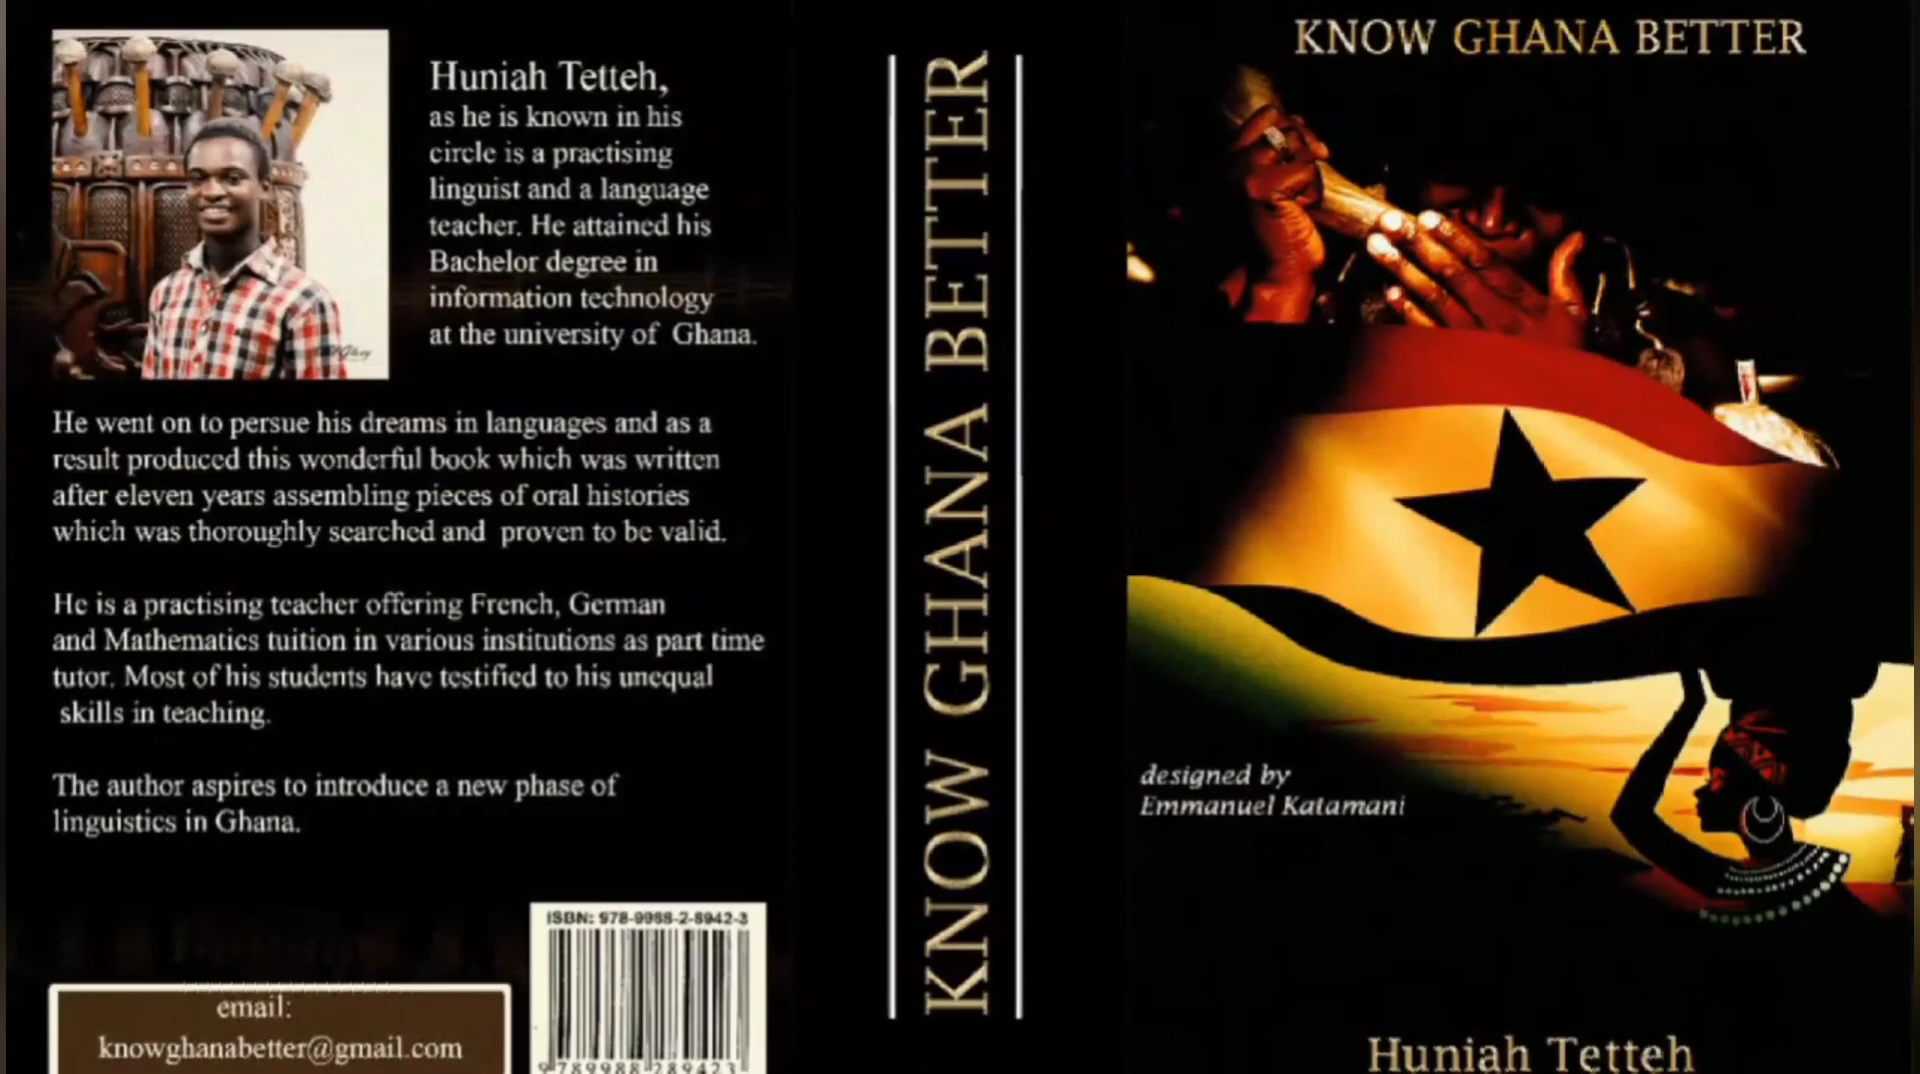 Huniah Tetteh,
as he is known in his
circle is a practising
linguist and a language
teacher. He attained his
Bachelor degree in
information technology
at the university of Ghana.
He went on to persue his dreams in languages and as a
result produced this wonderful book which was written
after eleven years assembling pieces of oral histories
which was thoroughly searched and proven to be valid.
He is a practising teacher offering French, German
and Mathematics tuition in various institutions as part time
tutor. Most of his students have testified to his unequal
skills in teaching.
The author aspires to introduce a new phase of
linguistics in Ghana.
email:
knowghanabetter@gmail.com
ISBN: 978-9988-2-8942-3
9 789988 289423
KNOW GHANA BETTER
KNOW GHANA BETTER
designed by
Emmanuel Katamani
Huniah Tetteh